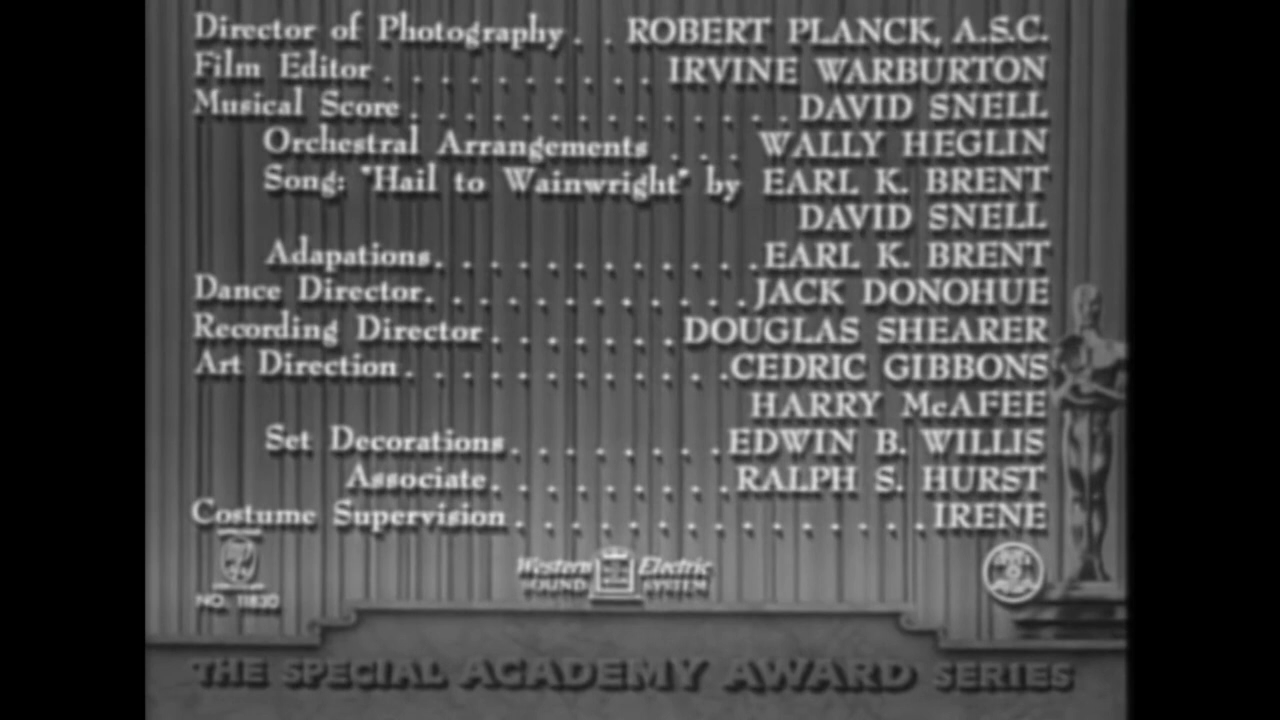 Director of Photography . . ROBERT PLANCK, A.S.C.
Film Editor . . . . . . . . . . IRVINE WARBURTON
Musical Score . . . . . . . . . . . . . . DAVID SNELL
Orchestral Arrangements . . . WALLY HEGLIN
Song: "Hail to Wainwright" by EARL K. BRENT
DAVID SNELL
Adapations . . . . . . . . . . . . EARL K. BRENT
Dance Director . . . . . . . . . . . . JACK DONOHUE
Recording Director . . . . . . . DOUGLAS SHEARER
Art Direction . . . . . . . . . . . . CEDRIC GIBBONS
HARRY McAFEE
Set Decorations . . . . . . . . EDWIN B. WILLIS
Associate . . . . . . . . . RALPH S. HURST
Costume Supervision . . . . . . . . . . . . . . . IRENE
Western Electric
SOUND SYSTEM
NO. 11830
THE SPECIAL ACADEMY AWARD SERIES